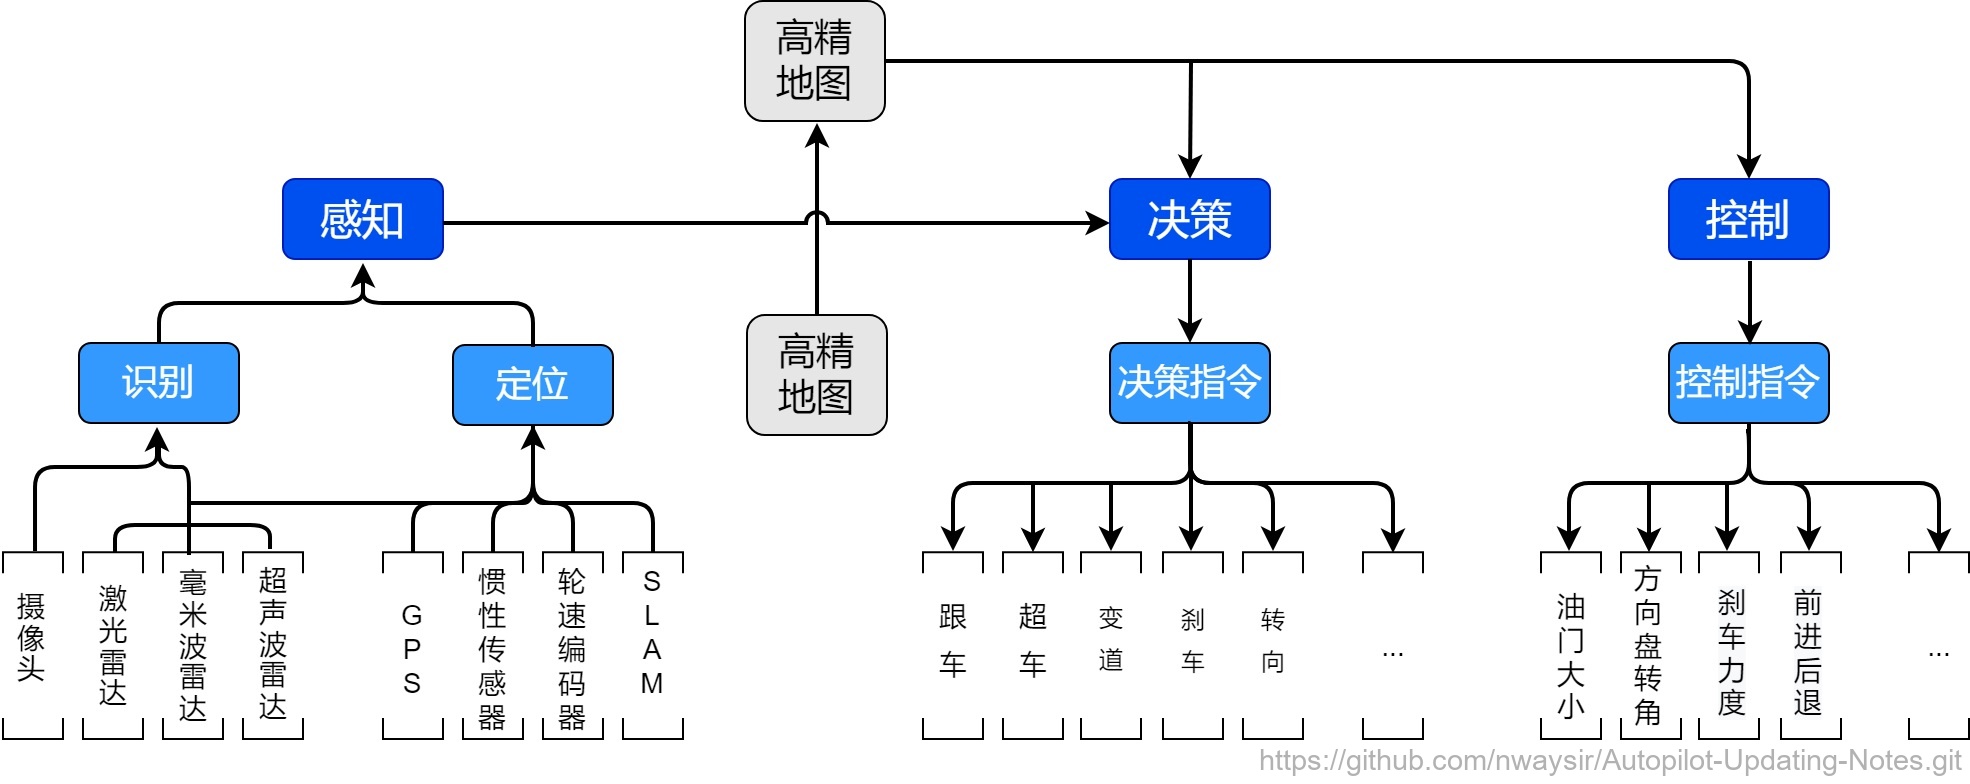 高精
地图
感知
决策
控制
高精
地图
识别
定位
决策指令
控制指令
摄像头
激光雷达
毫米波雷达
超声波雷达
GPS
惯性传感器
轮速编码器
SLAM
跟车
超车
变道
刹车
转向
...
油门大小
方向盘转角
刹车力度
前进后退
...
https://github.com/nwaysir/Autopilot-Updating-Notes.git